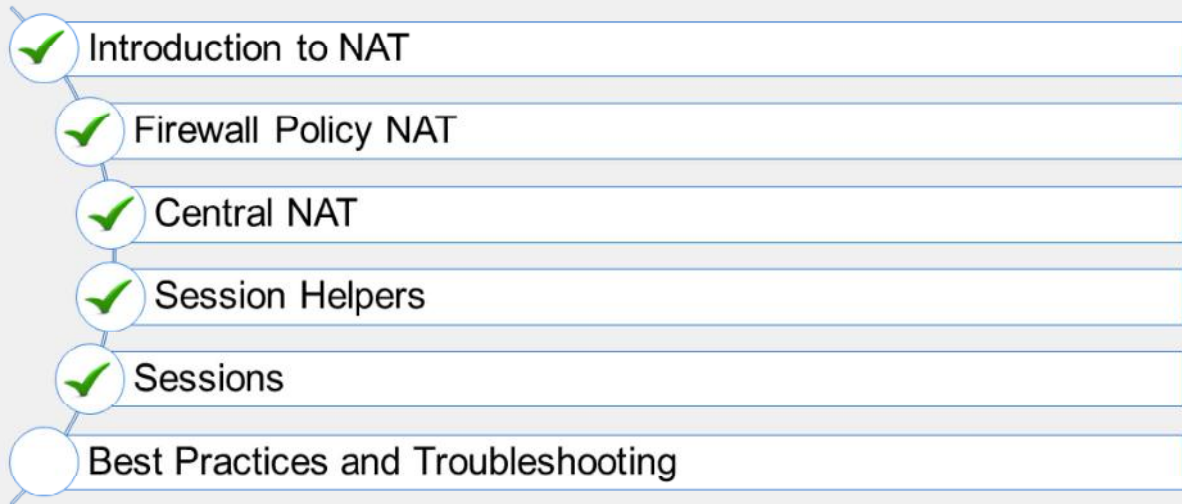 Introduction to NAT
Firewall Policy NAT
Central NAT
Session Helpers
Sessions
Best Practices and Troubleshooting